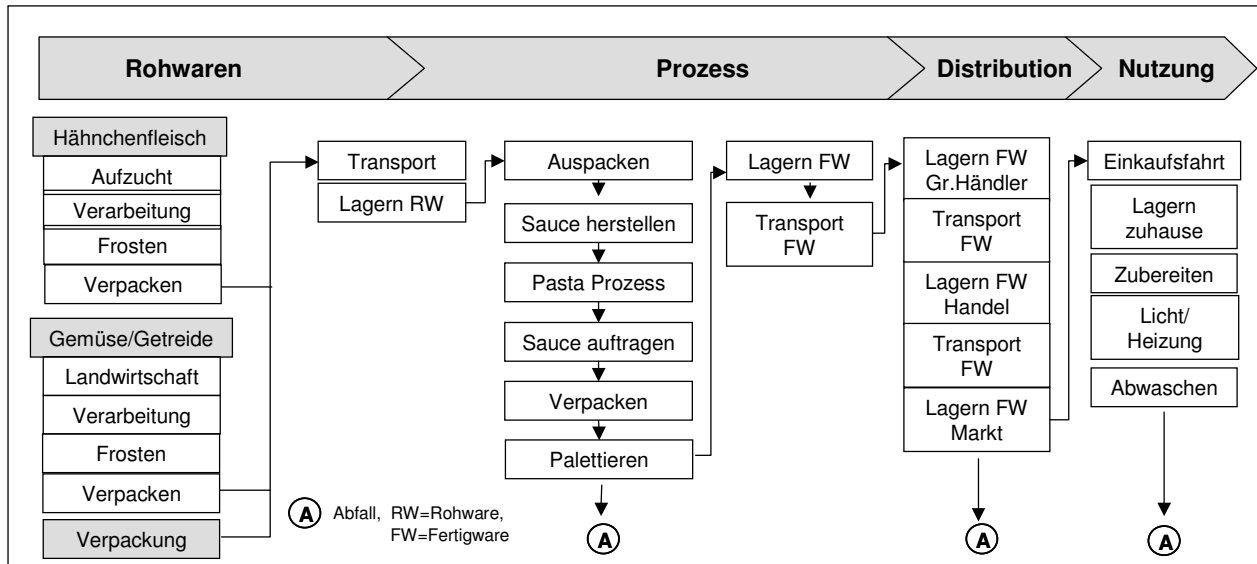 Rohwaren
Prozess
Distribution
Nutzung
Hähnchenfleisch
Aufzucht
Verarbeitung
Frosten
Verpacken
Gemüse/Getreide
Landwirtschaft
Verarbeitung
Frosten
Verpacken
Verpackung
Transport
Lagern RW
A Abfall, RW=Rohware,
FW=Fertigware
Auspacken
Sauce herstellen
Pasta Prozess
Sauce auftragen
Verpacken
Palettieren
A
Lagern FW
Transport
FW
Lagern FW
Gr.Händler
Transport
FW
Lagern FW
Handel
Transport
FW
Lagern FW
Markt
A
Einkaufsfahrt
Lagern
zuhause
Zubereiten
Licht/
Heizung
Abwaschen
A